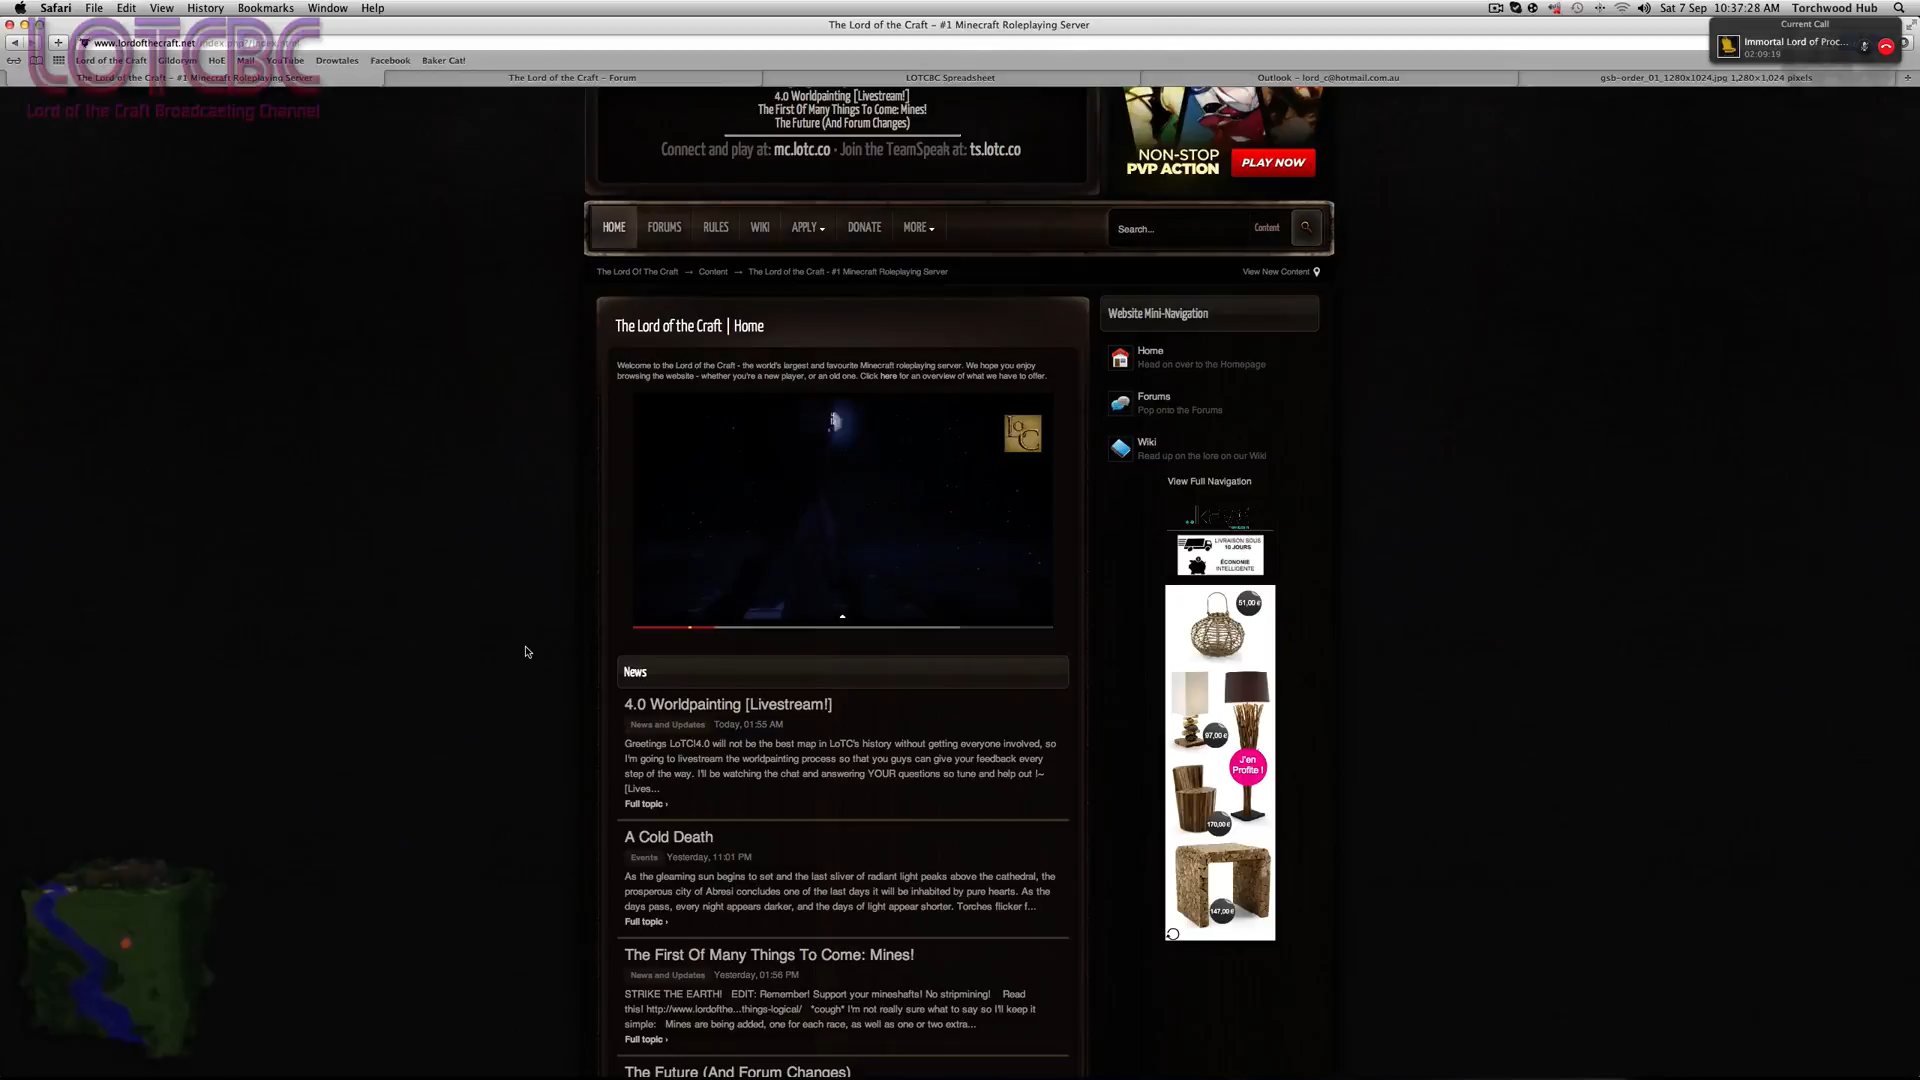 Safari File Edit View History Bookmarks Window Help
Sat 7 Sep 10:37:28 AM Torchwood Hub
The Lord of the Craft – #1 Minecraft Roleplaying Server
Current Call
Immortal Lord of Proc...
02:09:19
LOTCBC
Lord of the Craft Broadcasting Channel
www.lordofthecraft.net/index.php?/index.html
Lord of the Craft Gildorym HoE Mail YouTube Drowtales Facebook Baker Cat!
The Lord of the Craft – #1 Minecraft Roleplaying Server
The Lord of the Craft – Forum
LOTCBC Spreadsheet
Outlook – lord_c@hotmail.com.au
gsb-order_01_1280x1024.jpg 1,280×1,024 pixels
4.0 Worldpainting [Livestream!]
The First Of Many Things To Come: Mines!
The Future (And Forum Changes)
Connect and play at: mc.lotc.co • Join the TeamSpeak at: ts.lotc.co
NON-STOP
PVP ACTION
PLAY NOW
HOME FORUMS RULES WIKI APPLY DONATE MORE
Search... Content
The Lord Of The Craft → Content → The Lord of the Craft - #1 Minecraft Roleplaying Server
View New Content
The Lord of the Craft | Home
Welcome to the Lord of the Craft - the world's largest and favourite Minecraft roleplaying server. We hope you enjoy
browsing the website - whether you're a new player, or an old one. Click here for an overview of what we have to offer.
LoC
News
4.0 Worldpainting [Livestream!]
News and Updates Today, 01:55 AM
Greetings LoTC!4.0 will not be the best map in LoTC's history without getting everyone involved, so
I'm going to livestream the worldpainting process so that you guys can give your feedback every
step of the way. I'll be watching the chat and answering YOUR questions so tune and help out !~
[Lives...
Full topic ›
A Cold Death
Events Yesterday, 11:01 PM
As the gleaming sun begins to set and the last sliver of radiant light peaks above the cathedral, the
prosperous city of Abresi concludes one of the last days it will be inhabited by pure hearts. As the
days pass, every night appears darker, and the days of light appear shorter. Torches flicker f...
Full topic ›
The First Of Many Things To Come: Mines!
News and Updates Yesterday, 01:56 PM
STRIKE THE EARTH! EDIT: Remember! Support your mineshafts! No stripmining! Read
this! http://www.lordofthe...things-logical/ *cough* I'm not really sure what to say so I'll keep it
simple: Mines are being added, one for each race, as well as one or two extra...
Full topic ›
The Future (And Forum Changes)
Website Mini-Navigation
Home
Head on over to the Homepage
Forums
Pop onto the Forums
Wiki
Read up on the lore on our Wiki
View Full Navigation
LIVRAISON SOUS
10 JOURS
ÉCONOMIE
INTELLIGENTE
51,00 €
97,00 €
J'en
Profite !
170,00 €
147,00 €